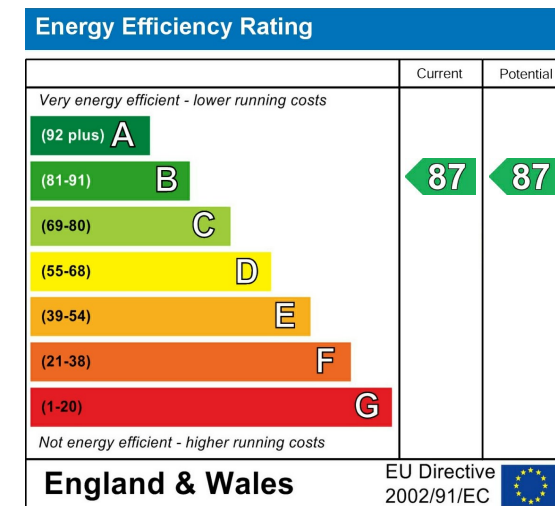 Energy Efficiency Rating
Current Potential
Very energy efficient - lower running costs
(92 plus) A
(81-91) B 87 87
(69-80) C
(55-68) D
(39-54) E
(21-38) F
(1-20) G
Not energy efficient - higher running costs
England & Wales
EU Directive
2002/91/EC